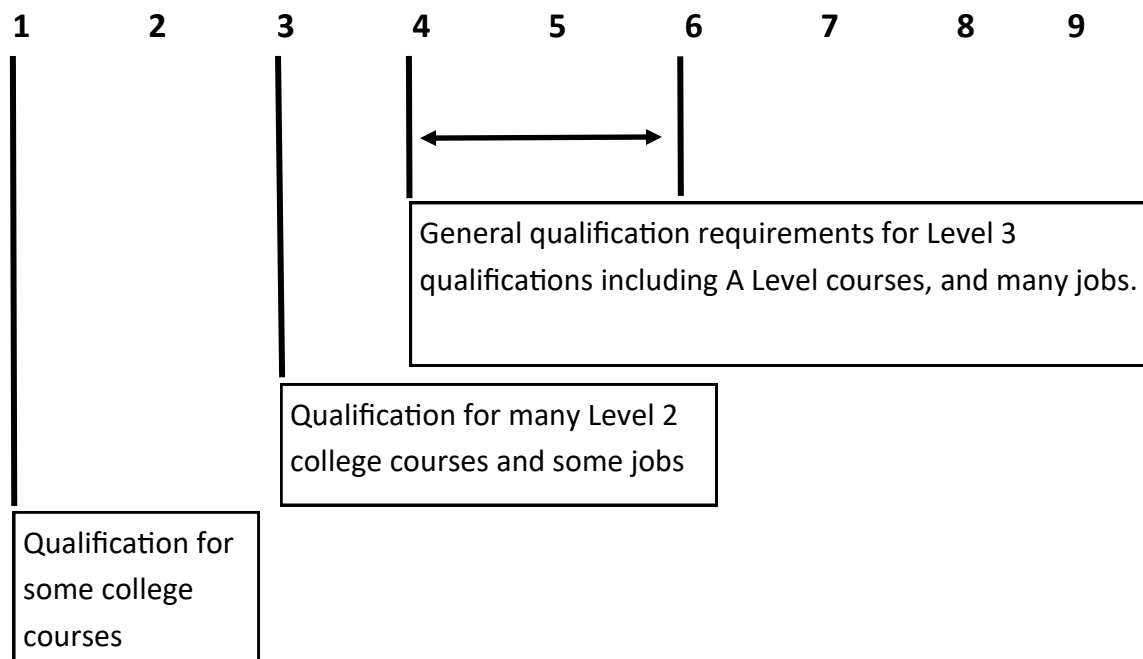 1 2 3 4 5 6 7 8 9
General qualification requirements for Level 3
qualifications including A Level courses, and many jobs.
Qualification for many Level 2
college courses and some jobs
Qualification for
some college
courses